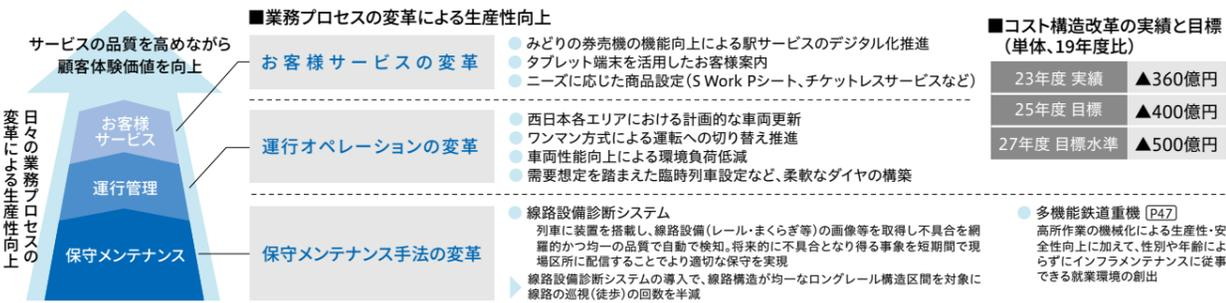 サービスの品質を高めながら
顧客体験価値を向上
日々の業務プロセスの
変革による生産性向上
お客様
サービス
運行管理
保守メンテナンス
■業務プロセスの変革による生産性向上
お客様サービスの変革
みどりの券売機の機能向上による駅サービスのデジタル化推進
タブレット端末を活用したお客様案内
ニーズに応じた商品設定(S Work Pシート、チケットレスサービスなど)
運行オペレーションの変革
西日本各エリアにおける計画的な車両更新
ワンマン方式による運転への切り替え推進
車両性能向上による環境負荷低減
需要想定を踏まえた臨時列車設定など、柔軟なダイヤの構築
保守メンテナンス手法の変革
線路設備診断システム
列車に装置を搭載し、線路設備(レール・まくらぎ等)の画像等を取得し不具合を網
羅的かつ均一の品質で自動で検知。将来的に不具合となり得る事象を短期間で現
場区所に配信することでより適切な保守を実現
線路設備診断システムの導入で、線路構造が均一なロングレール構造区間を対象に
線路の巡視(徒歩)の回数を半減
多機能鉄道重機 P47
高所作業の機械化による生産性・安
全性向上に加えて、性別や年齢によ
らずにインフラメンテナンスに従事
できる就業環境の創出
■コスト構造改革の実績と目標
(単体、19年度比)
23年度 実績 ▲360億円
25年度 目標 ▲400億円
27年度 目標水準 ▲500億円